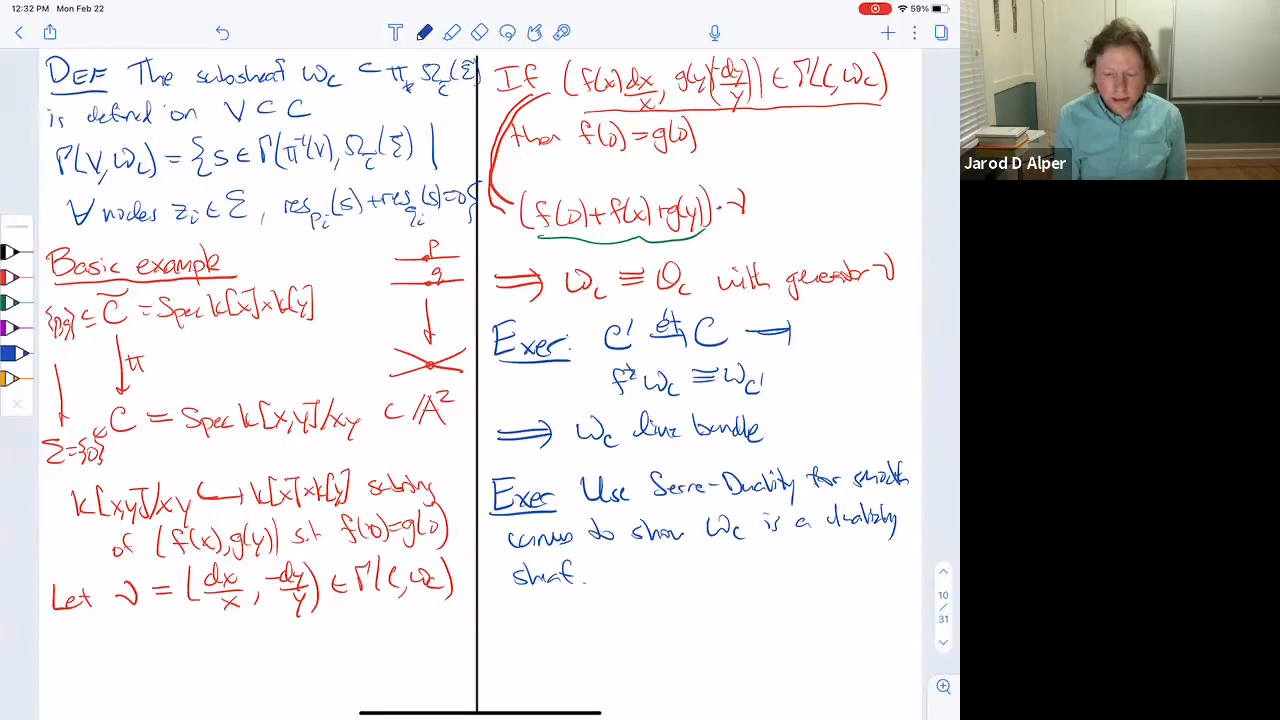 12:32 PM Mon Feb 22
59%
DEF The subsheaf ω_C ⊂ π_* Ω_C̃(Σ̃)
is defined on V ⊂ C
Γ(V, ω_C) = {s ∈ Γ(π⁻¹(V), Ω_C̃(Σ̃)) |
∀ nodes z_i ∈ Σ, res_{p_i}(s) + res_{q_i}(s) = 0}
Basic example
p
q
{p,q} ⊆ C̃ = Spec k[x] × k[y]
↓ π
Σ = {0}
C = Spec k[x,y]/xy ⊂ A²
k[x,y]/xy ↪ k[x] × k[y] subring
of (f(x), g(y)) s.t. f(0) = g(0)
Let ν = (dx/x, -dy/y) ∈ Γ(C, ω_C)
If (f(x) dx/x, g(y)(-dy/y)) ∈ Γ(C, ω_C)
then f(0) = g(0)
(f(0) + f(x) + g(y)) · ν
⟹ ω_C ≅ O_C with generator ν
Exer: C' ét→ C
f* ω_C ≅ ω_C'
⟹ ω_C line bundle
Exer Use Serre-Duality for smooth
curves to show ω_C is a dualizing
sheaf.
10
/
31
Jarod D Alper